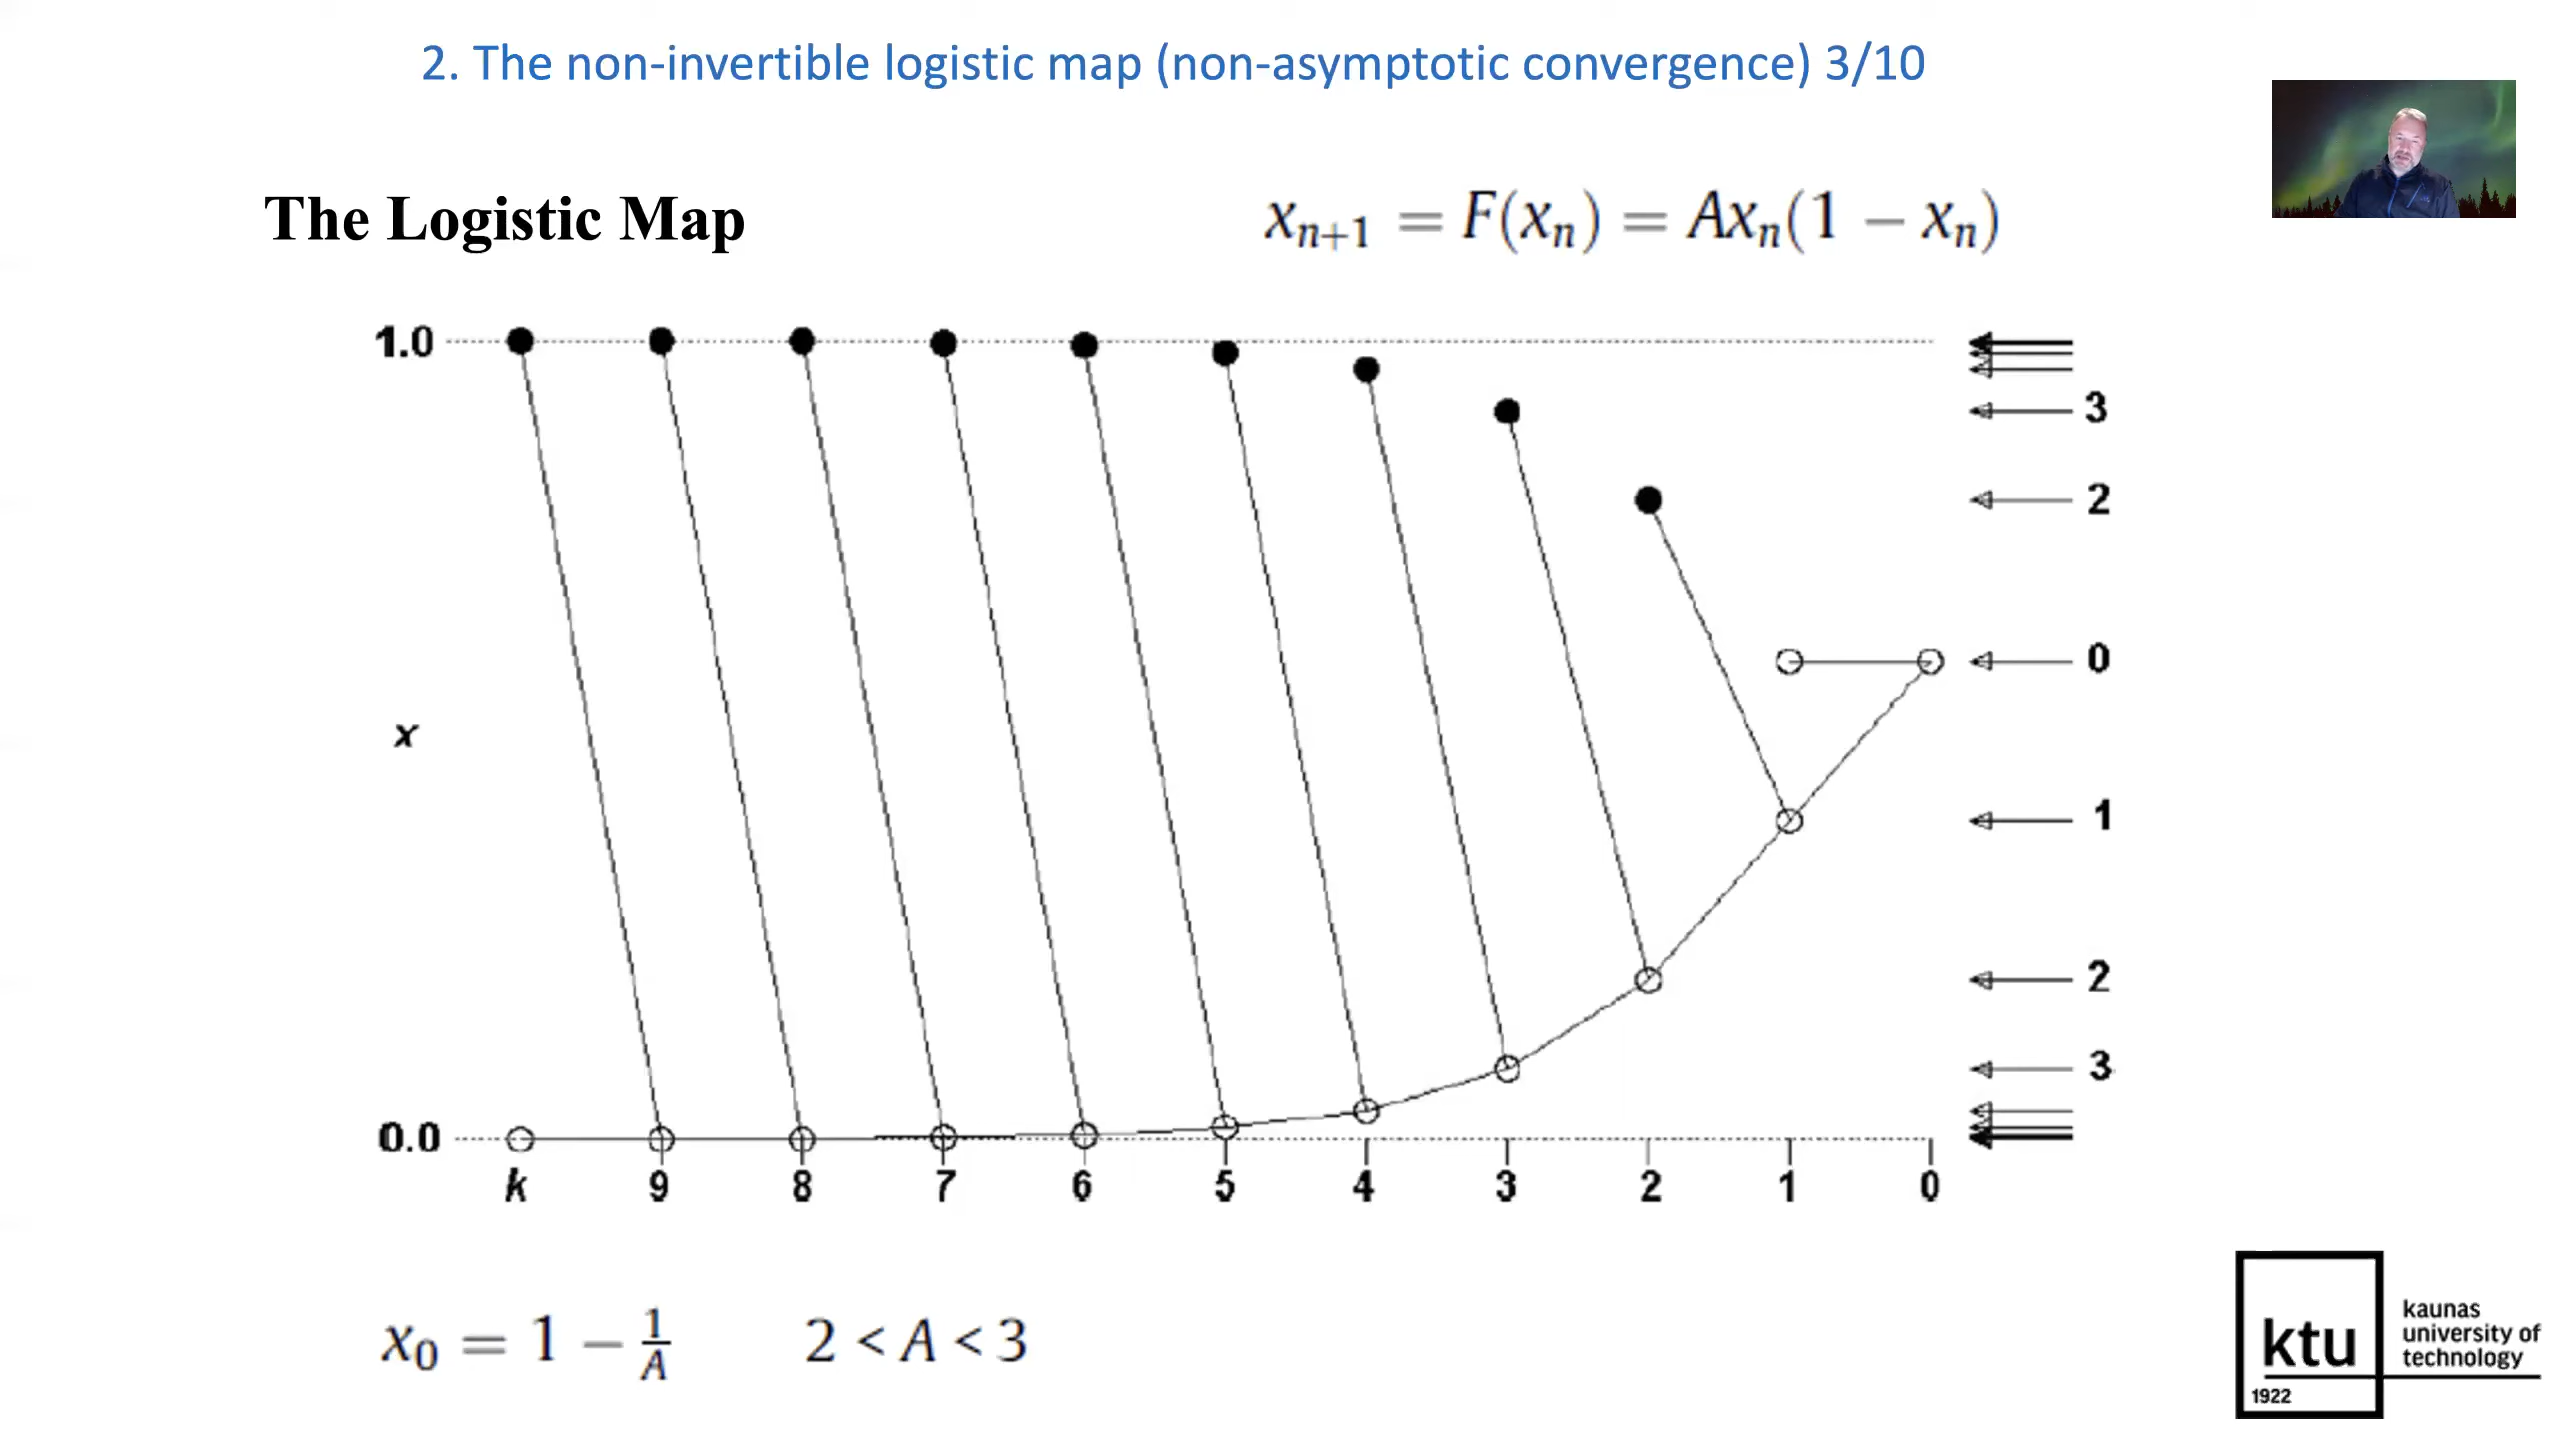 2. The non-invertible logistic map (non-asymptotic convergence) 3/10
The Logistic Map
xₙ₊₁ = F(xₙ) = Axₙ(1 − xₙ)
1.0
3
2
0
x
1
2
3
0.0
k 9 8 7 6 5 4 3 2 1 0
x₀ = 1 − 1/A 2 < A < 3
ktu
1922
kaunas
university of
technology